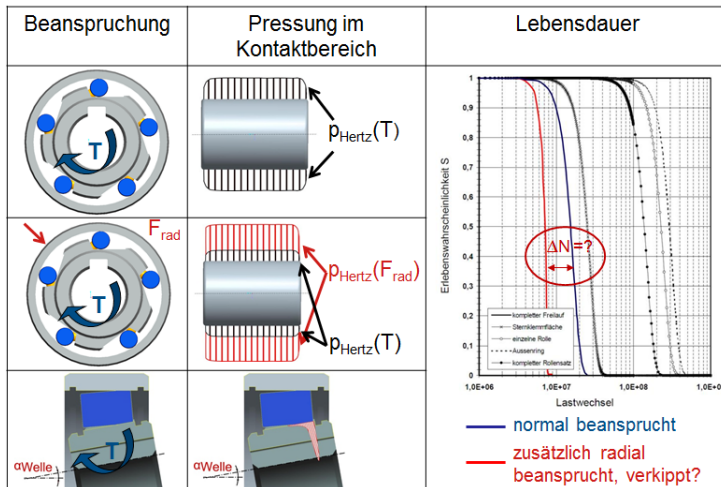 Beanspruchung
Pressung im
Kontaktbereich
Lebensdauer
T
pHertz(T)
Frad
T
pHertz(Frad)
pHertz(T)
αWelle
T
αWelle
Erlebenswahrscheinlichkeit S
1
0,9
0,8
0,7
0,6
0,5
0,4
0,3
0,2
0,1
0
ΔN=?
kompletter Freilauf
Sternklemmfläche
einzelne Rolle
Aussenring
kompletter Rollensatz
1,0E+06
1,0E+07
1,0E+08
Lastwechsel
normal beansprucht
zusätzlich radial
beansprucht, verkippt?